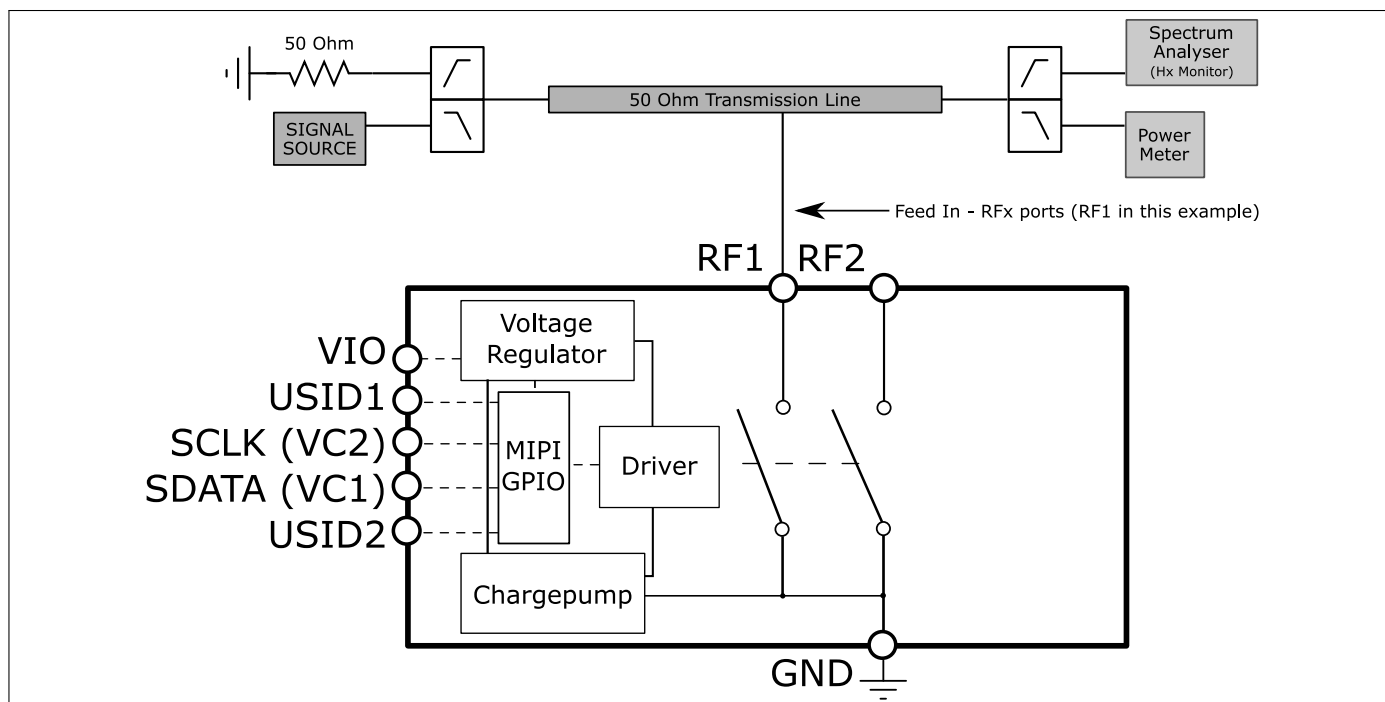 50 Ohm
SIGNAL
SOURCE
50 Ohm Transmission Line
Spectrum
Analyser
(Hx Monitor)
Power
Meter
Feed In - RFx ports (RF1 in this example)
RF1
RF2
VIO
USID1
SCLK (VC2)
SDATA (VC1)
USID2
Voltage
Regulator
MIPI
GPIO
Driver
Chargepump
GND